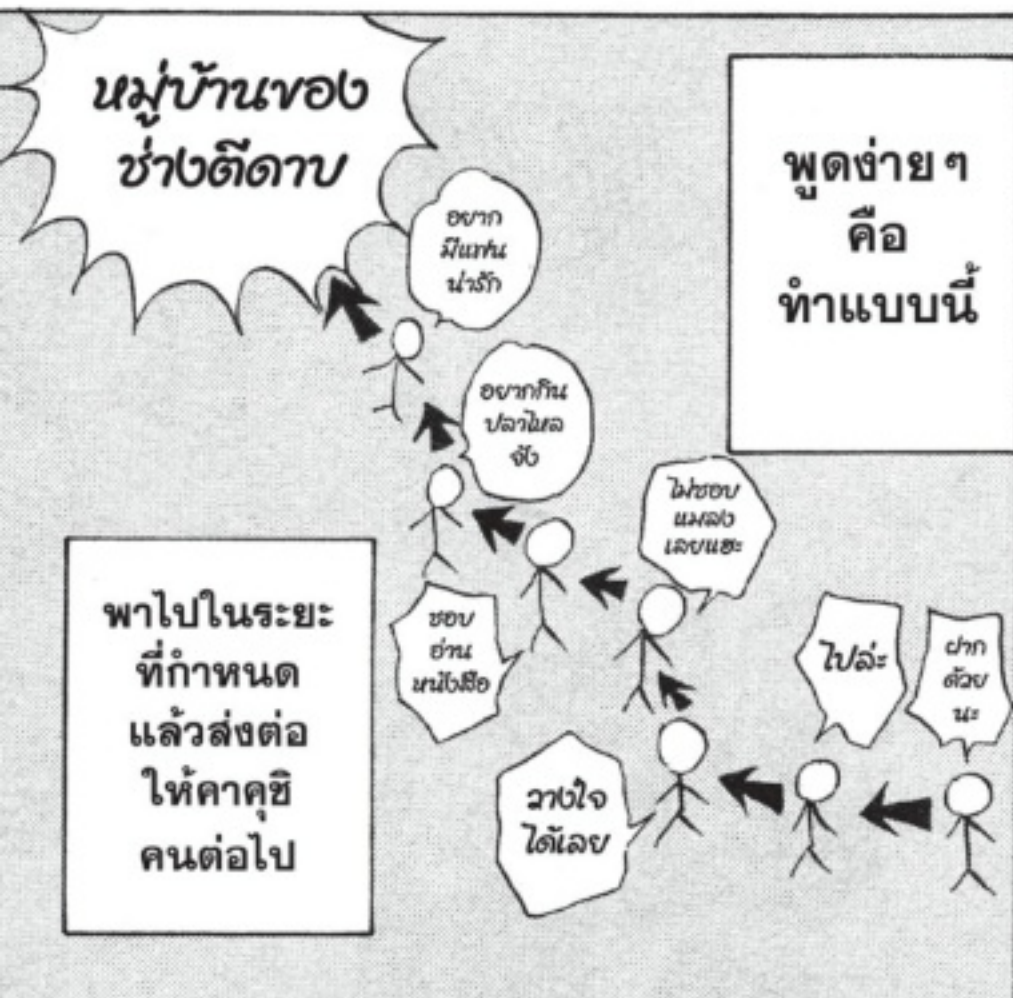 พูดง่าย ๆ
คือ
ทำแบบนี้
ฝาก
ด้วย
นะ
ไปล่ะ
วางใจ
ได้เลย
ไม่ชอบ
แมลง
เลยแฮะ
ชอบ
อ่าน
หนังสือ
อยากกิน
ปลาไหล
จัง
อยาก
มีแฟน
น่ารัก
หมู่บ้านของ
ช่างตีดาบ
พาไปในระยะ
ที่กำหนด
แล้วส่งต่อ
ให้คาคุชิ
คนต่อไป